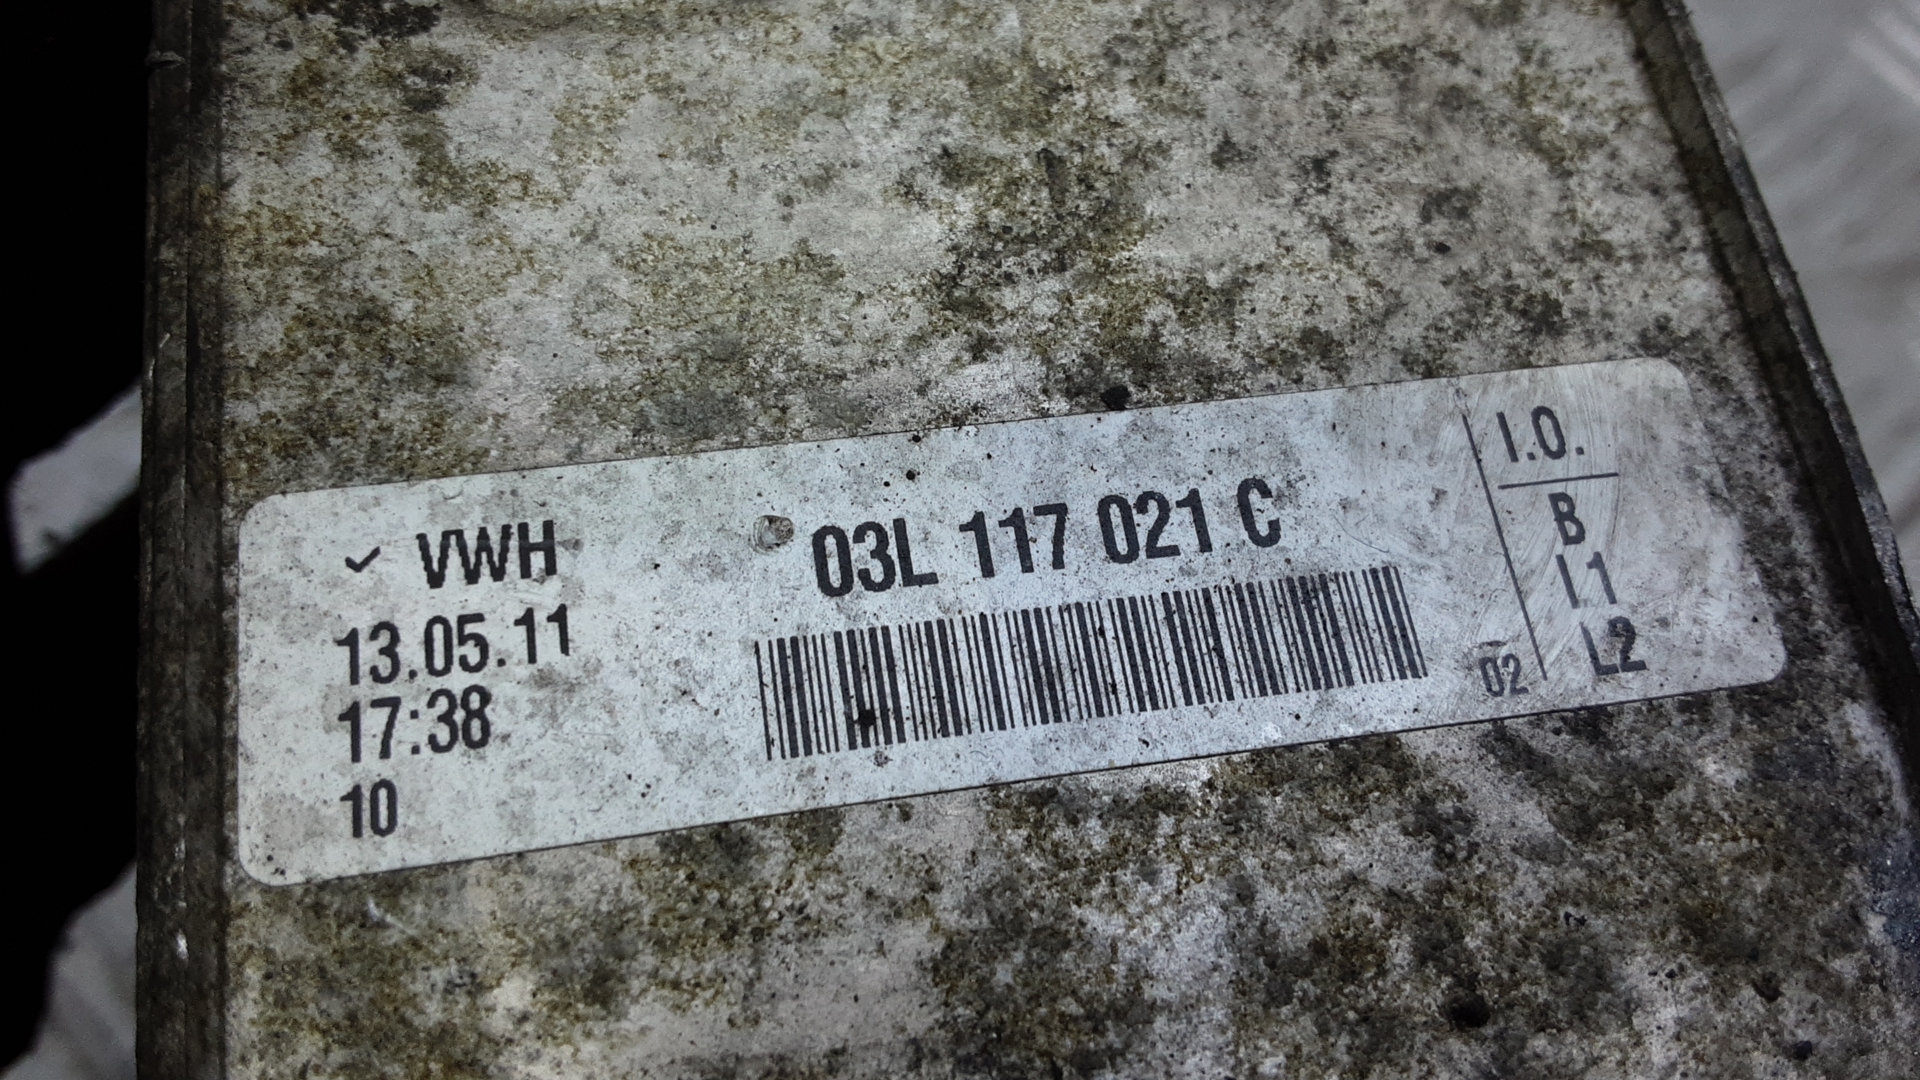 ✓ VWH
13.05.11
17:38
10
03L 117 021 C
02
I.O.
B
I1
L2